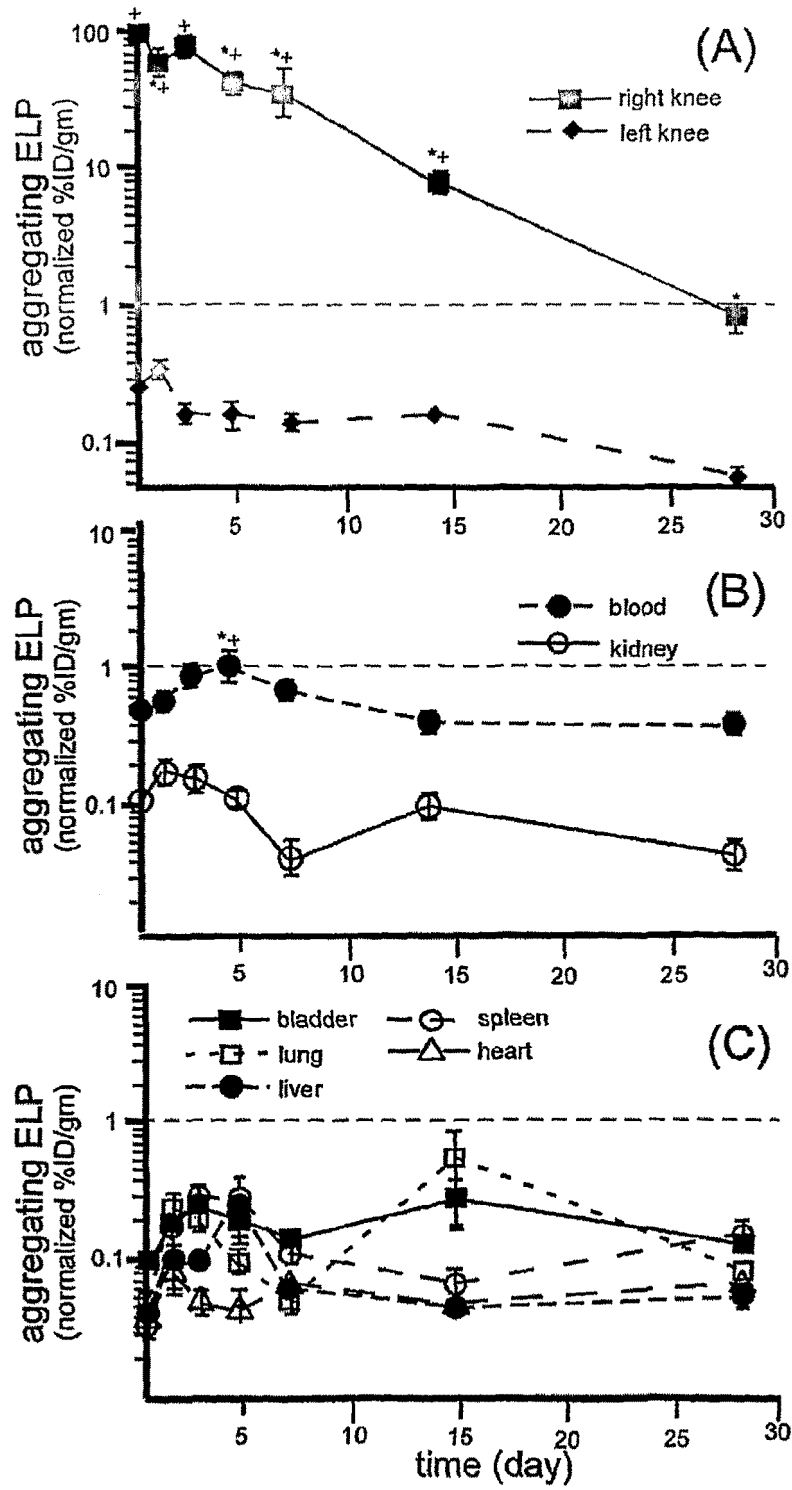 (A)
100
10
1
0.1
aggregating ELP
(normalized %ID/gm)
right knee
left knee
+
*+
+
*+
*+
*+
*
5
10
15
20
25
30
(B)
10
1
0.1
aggregating ELP
(normalized %ID/gm)
blood
kidney
*+
5
10
15
20
25
30
(C)
10
1
0.1
aggregating ELP
(normalized %ID/gm)
bladder
spleen
lung
heart
liver
5
10
15
20
25
30
time (day)